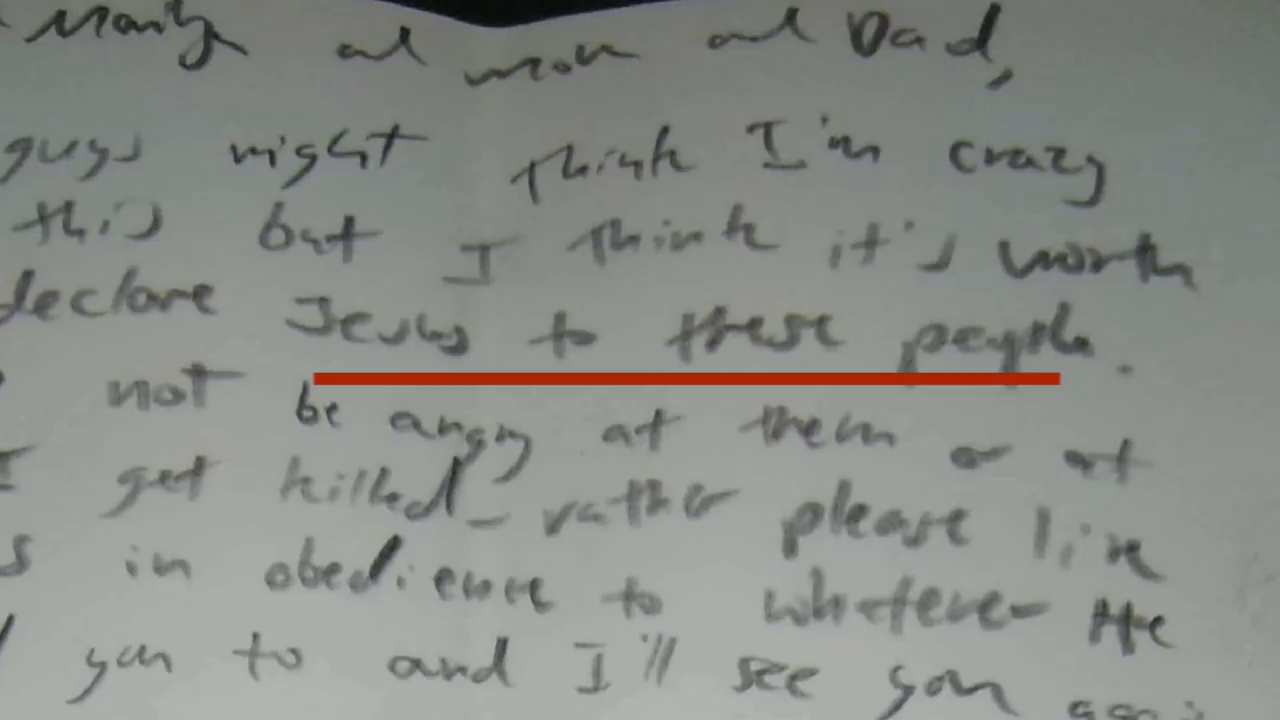 Marity al mom and Dad,
guys might think I'm crazy
this but I think it's worth
declare Jesus to these people.
not be angry at them or at
I get killed - rather please live
in obedience to whatever He
you to and I'll see you again